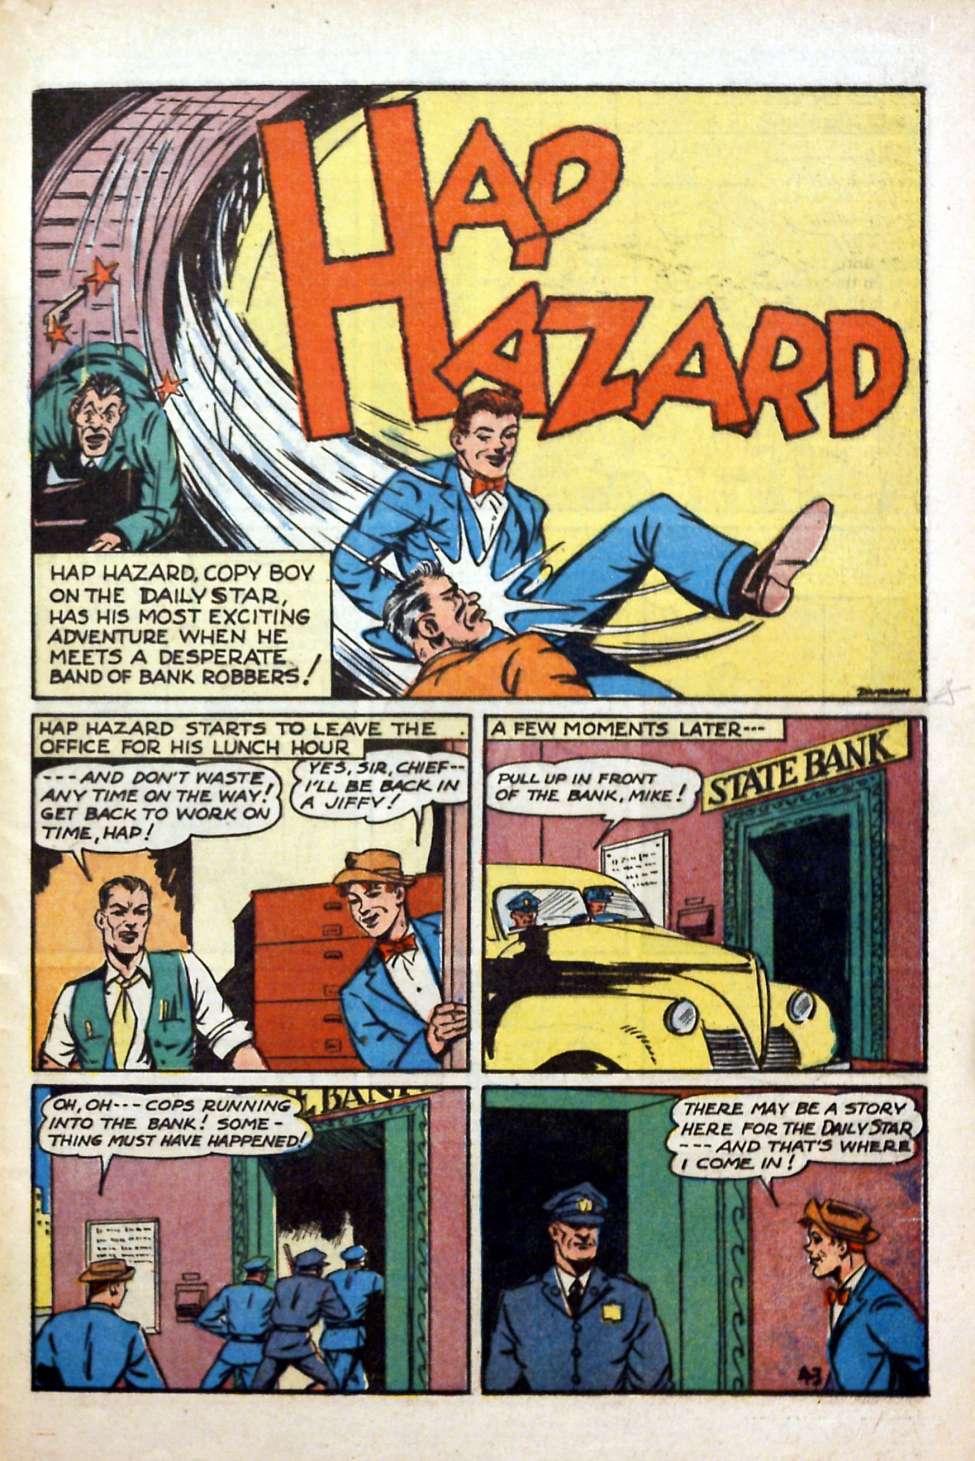 HAP
HAZARD
HAP HAZARD, COPY BOY
ON THE DAILY STAR,
HAS HIS MOST EXCITING
ADVENTURE WHEN HE
MEETS A DESPERATE
BAND OF BANK ROBBERS!
HAP HAZARD STARTS TO LEAVE THE
OFFICE FOR HIS LUNCH HOUR
--- AND DON'T WASTE
ANY TIME ON THE WAY!
GET BACK TO WORK ON
TIME, HAP!
YES, SIR, CHIEF--
I'LL BE BACK IN
A JIFFY!
A FEW MOMENTS LATER---
PULL UP IN FRONT
OF THE BANK, MIKE!
STATE BANK
OH, OH--- COPS RUNNING
INTO THE BANK! SOME-
THING MUST HAVE HAPPENED!
E BANK
THERE MAY BE A STORY
HERE FOR THE DAILY STAR
--- AND THAT'S WHERE
I COME IN!
43